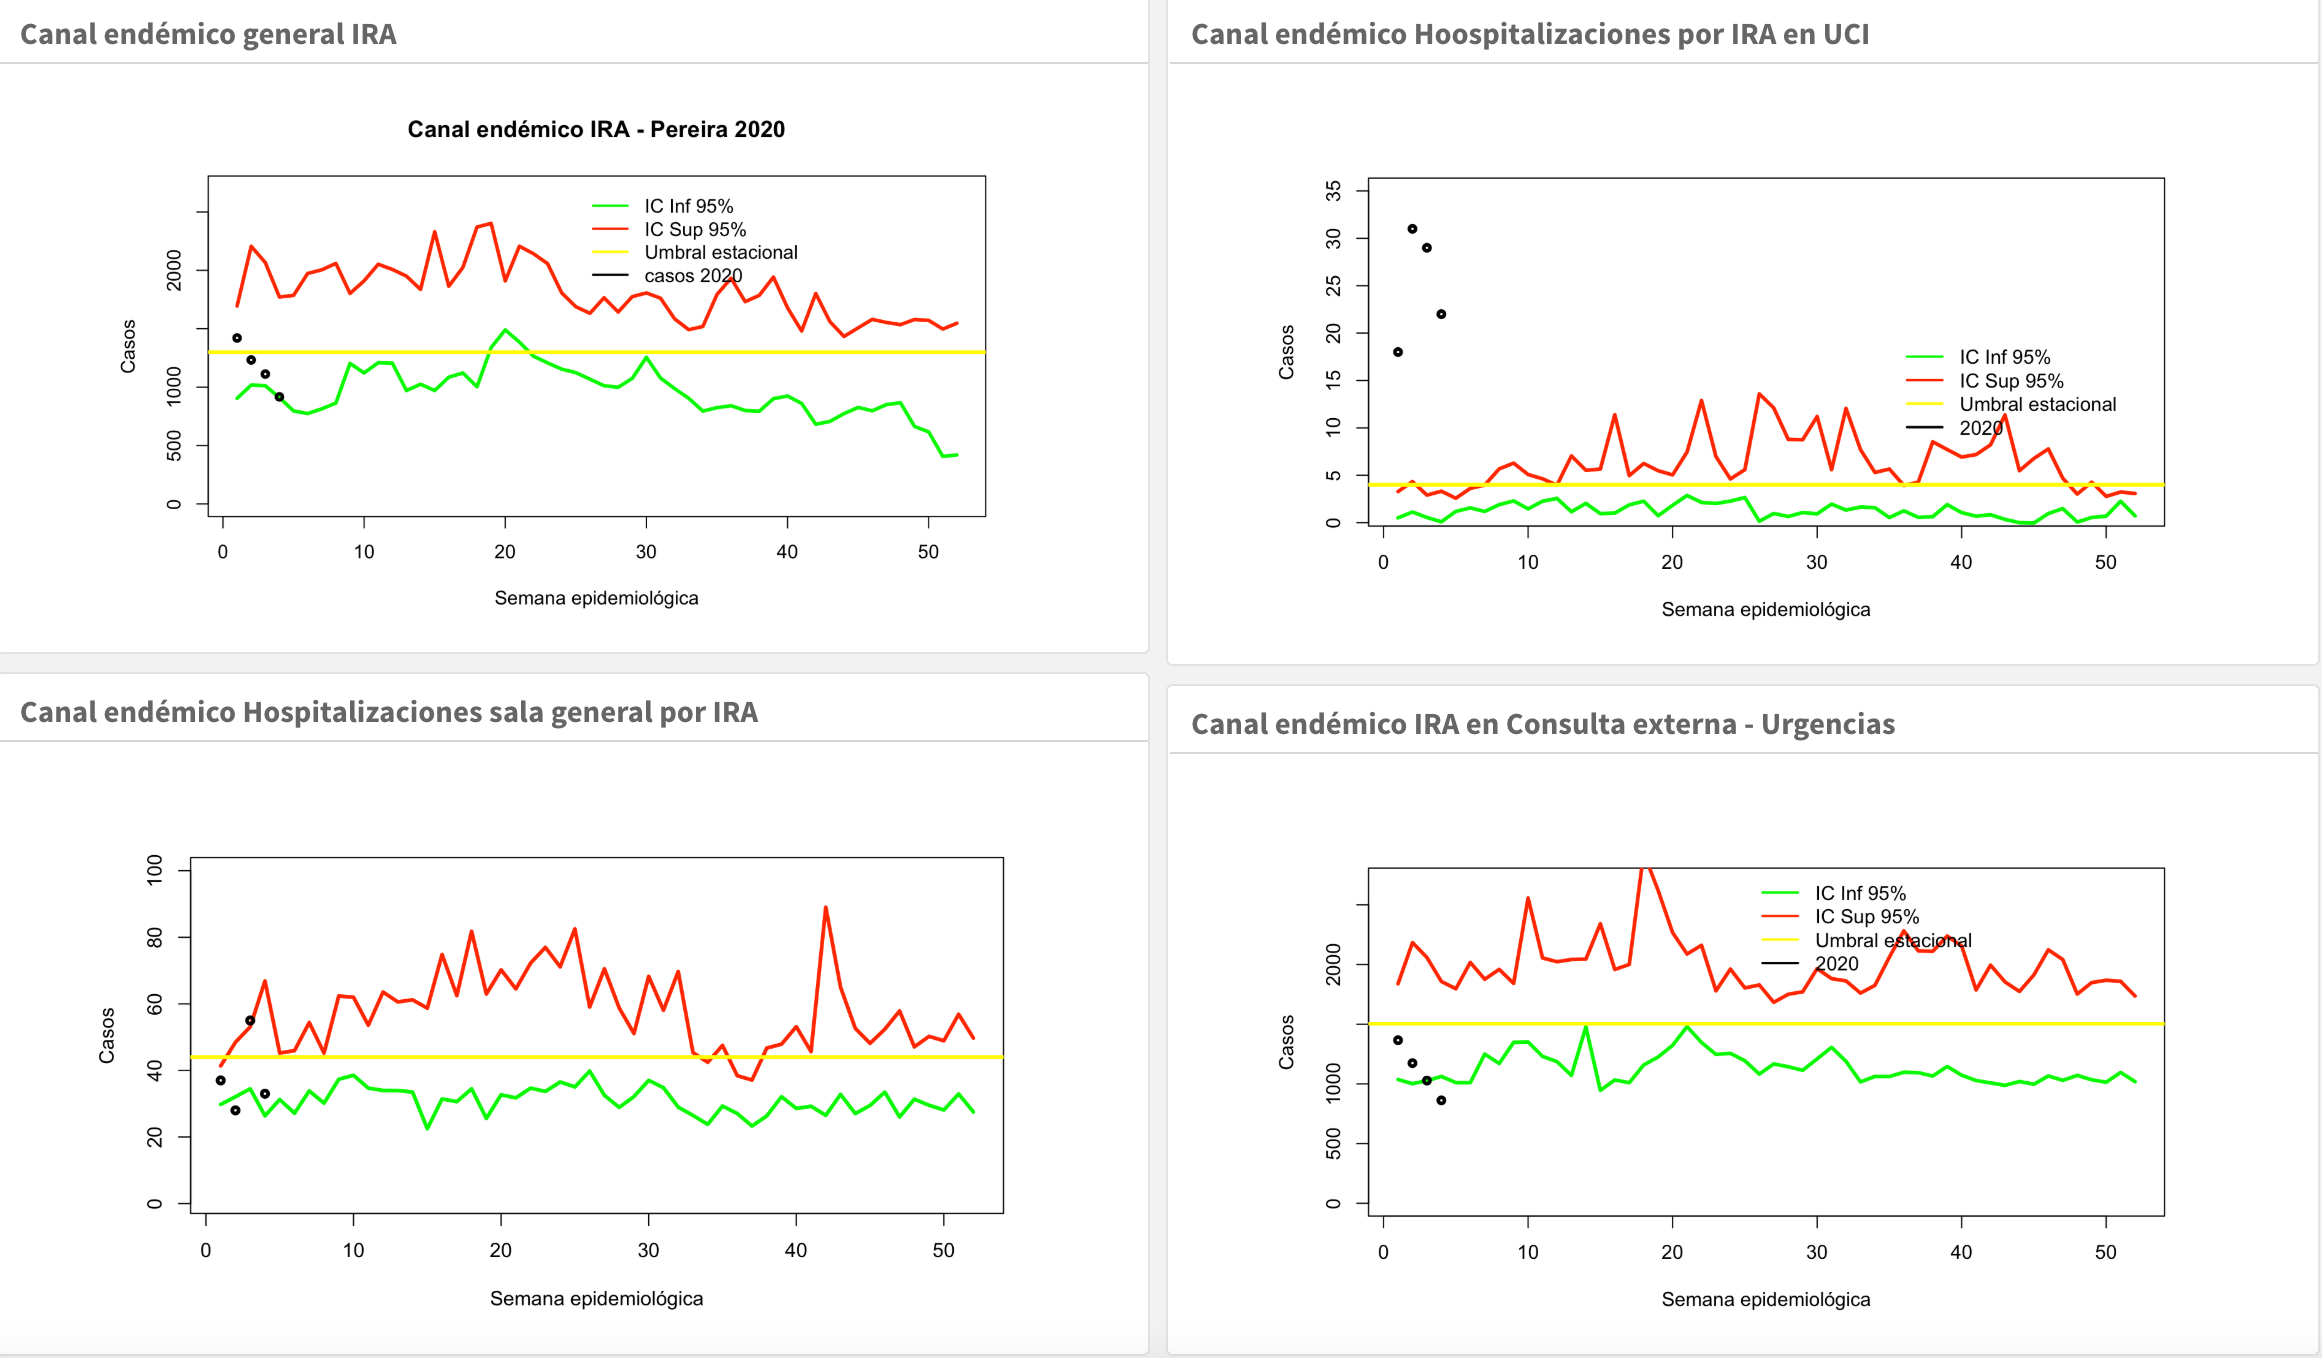 Canal endémico general IRA
Canal endémico IRA - Pereira 2020
IC Inf 95%
IC Sup 95%
Umbral estacional
casos 2020
Casos
0
500
1000
2000
0
10
20
30
40
50
Semana epidemiológica
Canal endémico Hoospitalizaciones por IRA en UCI
35
30
25
20
15
10
5
0
Casos
IC Inf 95%
IC Sup 95%
Umbral estacional
2020
0
10
20
30
40
50
Semana epidemiológica
Canal endémico Hospitalizaciones sala general por IRA
100
80
60
40
20
0
Casos
0
10
20
30
40
50
Semana epidemiológica
Canal endémico IRA en Consulta externa - Urgencias
IC Inf 95%
IC Sup 95%
Umbral estacional
2020
2000
1000
500
0
Casos
0
10
20
30
40
50
Semana epidemiológica